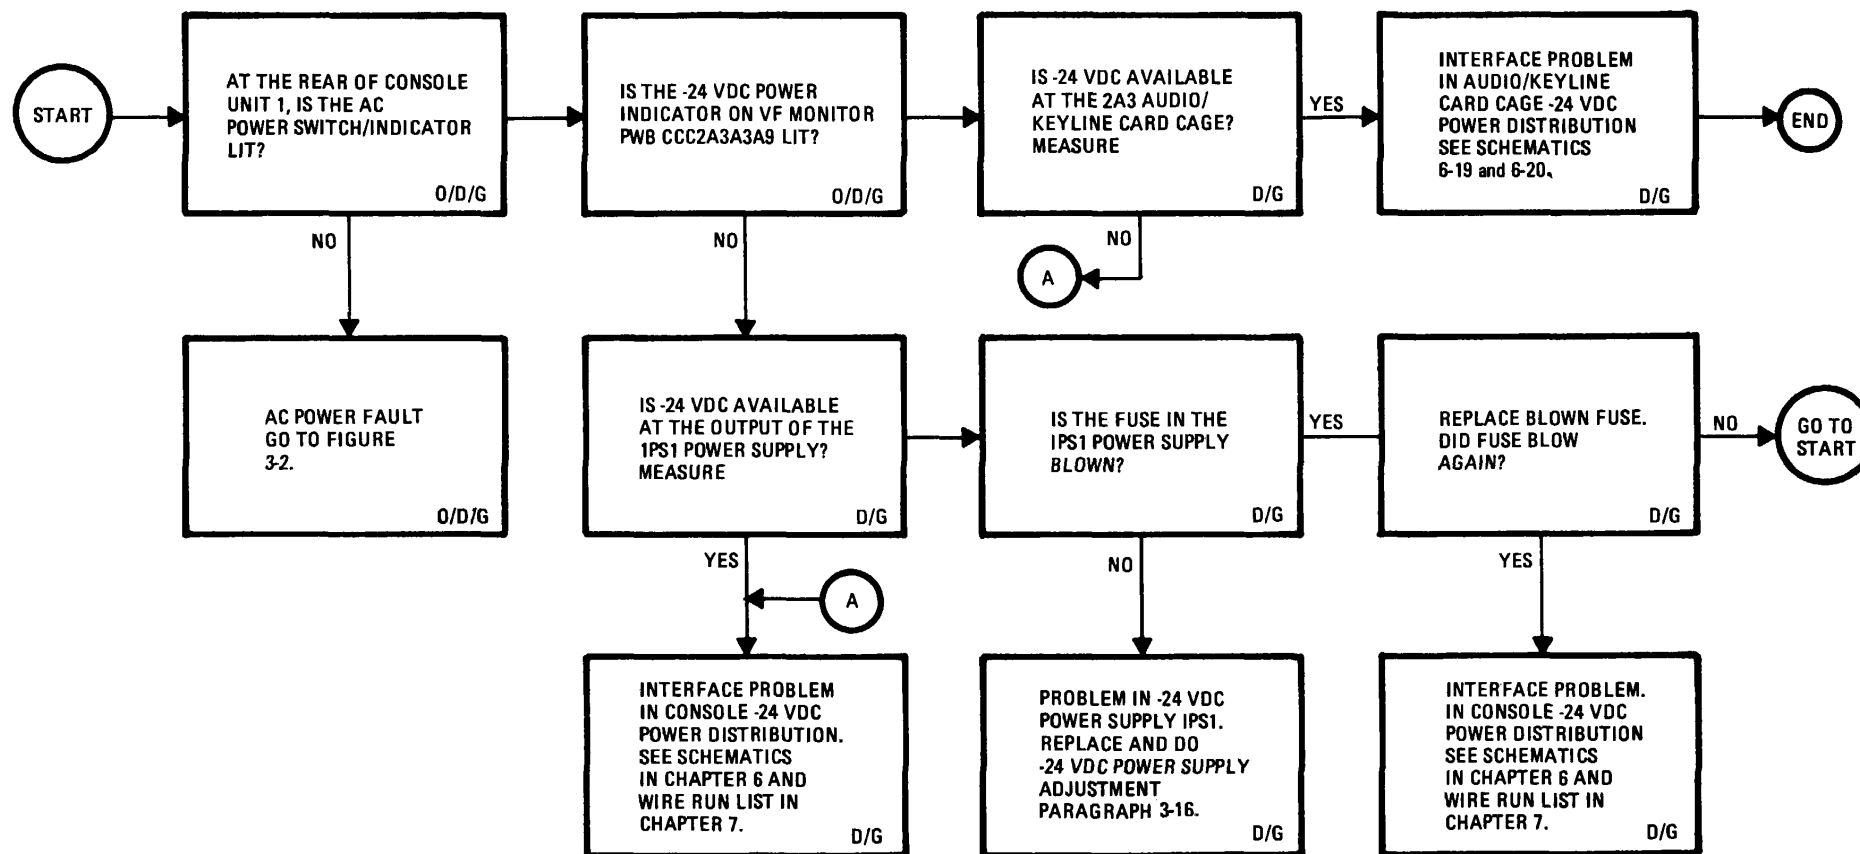 START
AT THE REAR OF CONSOLE
UNIT 1, IS THE AC
POWER SWITCH/INDICATOR
LIT?
O/D/G
IS THE -24 VDC POWER
INDICATOR ON VF MONITOR
PWB CCC2A3A3A9 LIT?
O/D/G
IS -24 VDC AVAILABLE
AT THE 2A3 AUDIO/
KEYLINE CARD CAGE?
MEASURE
D/G
YES
INTERFACE PROBLEM
IN AUDIO/KEYLINE
CARD CAGE -24 VDC
POWER DISTRIBUTION
SEE SCHEMATICS
6-19 and 6-20.
D/G
END
NO
NO
NO
A
AC POWER FAULT
GO TO FIGURE
3-2.
O/D/G
IS -24 VDC AVAILABLE
AT THE OUTPUT OF THE
1PS1 POWER SUPPLY?
MEASURE
D/G
IS THE FUSE IN THE
IPS1 POWER SUPPLY
BLOWN?
D/G
YES
REPLACE BLOWN FUSE.
DID FUSE BLOW
AGAIN?
D/G
NO
GO TO
START
YES
A
NO
YES
INTERFACE PROBLEM
IN CONSOLE -24 VDC
POWER DISTRIBUTION.
SEE SCHEMATICS
IN CHAPTER 6 AND
WIRE RUN LIST IN
CHAPTER 7.
D/G
PROBLEM IN -24 VDC
POWER SUPPLY IPS1.
REPLACE AND DO
-24 VDC POWER SUPPLY
ADJUSTMENT
PARAGRAPH 3-16.
D/G
INTERFACE PROBLEM.
IN CONSOLE -24 VDC
POWER DISTRIBUTION
SEE SCHEMATICS
IN CHAPTER 6 AND
WIRE RUN LIST IN
CHAPTER 7.
D/G